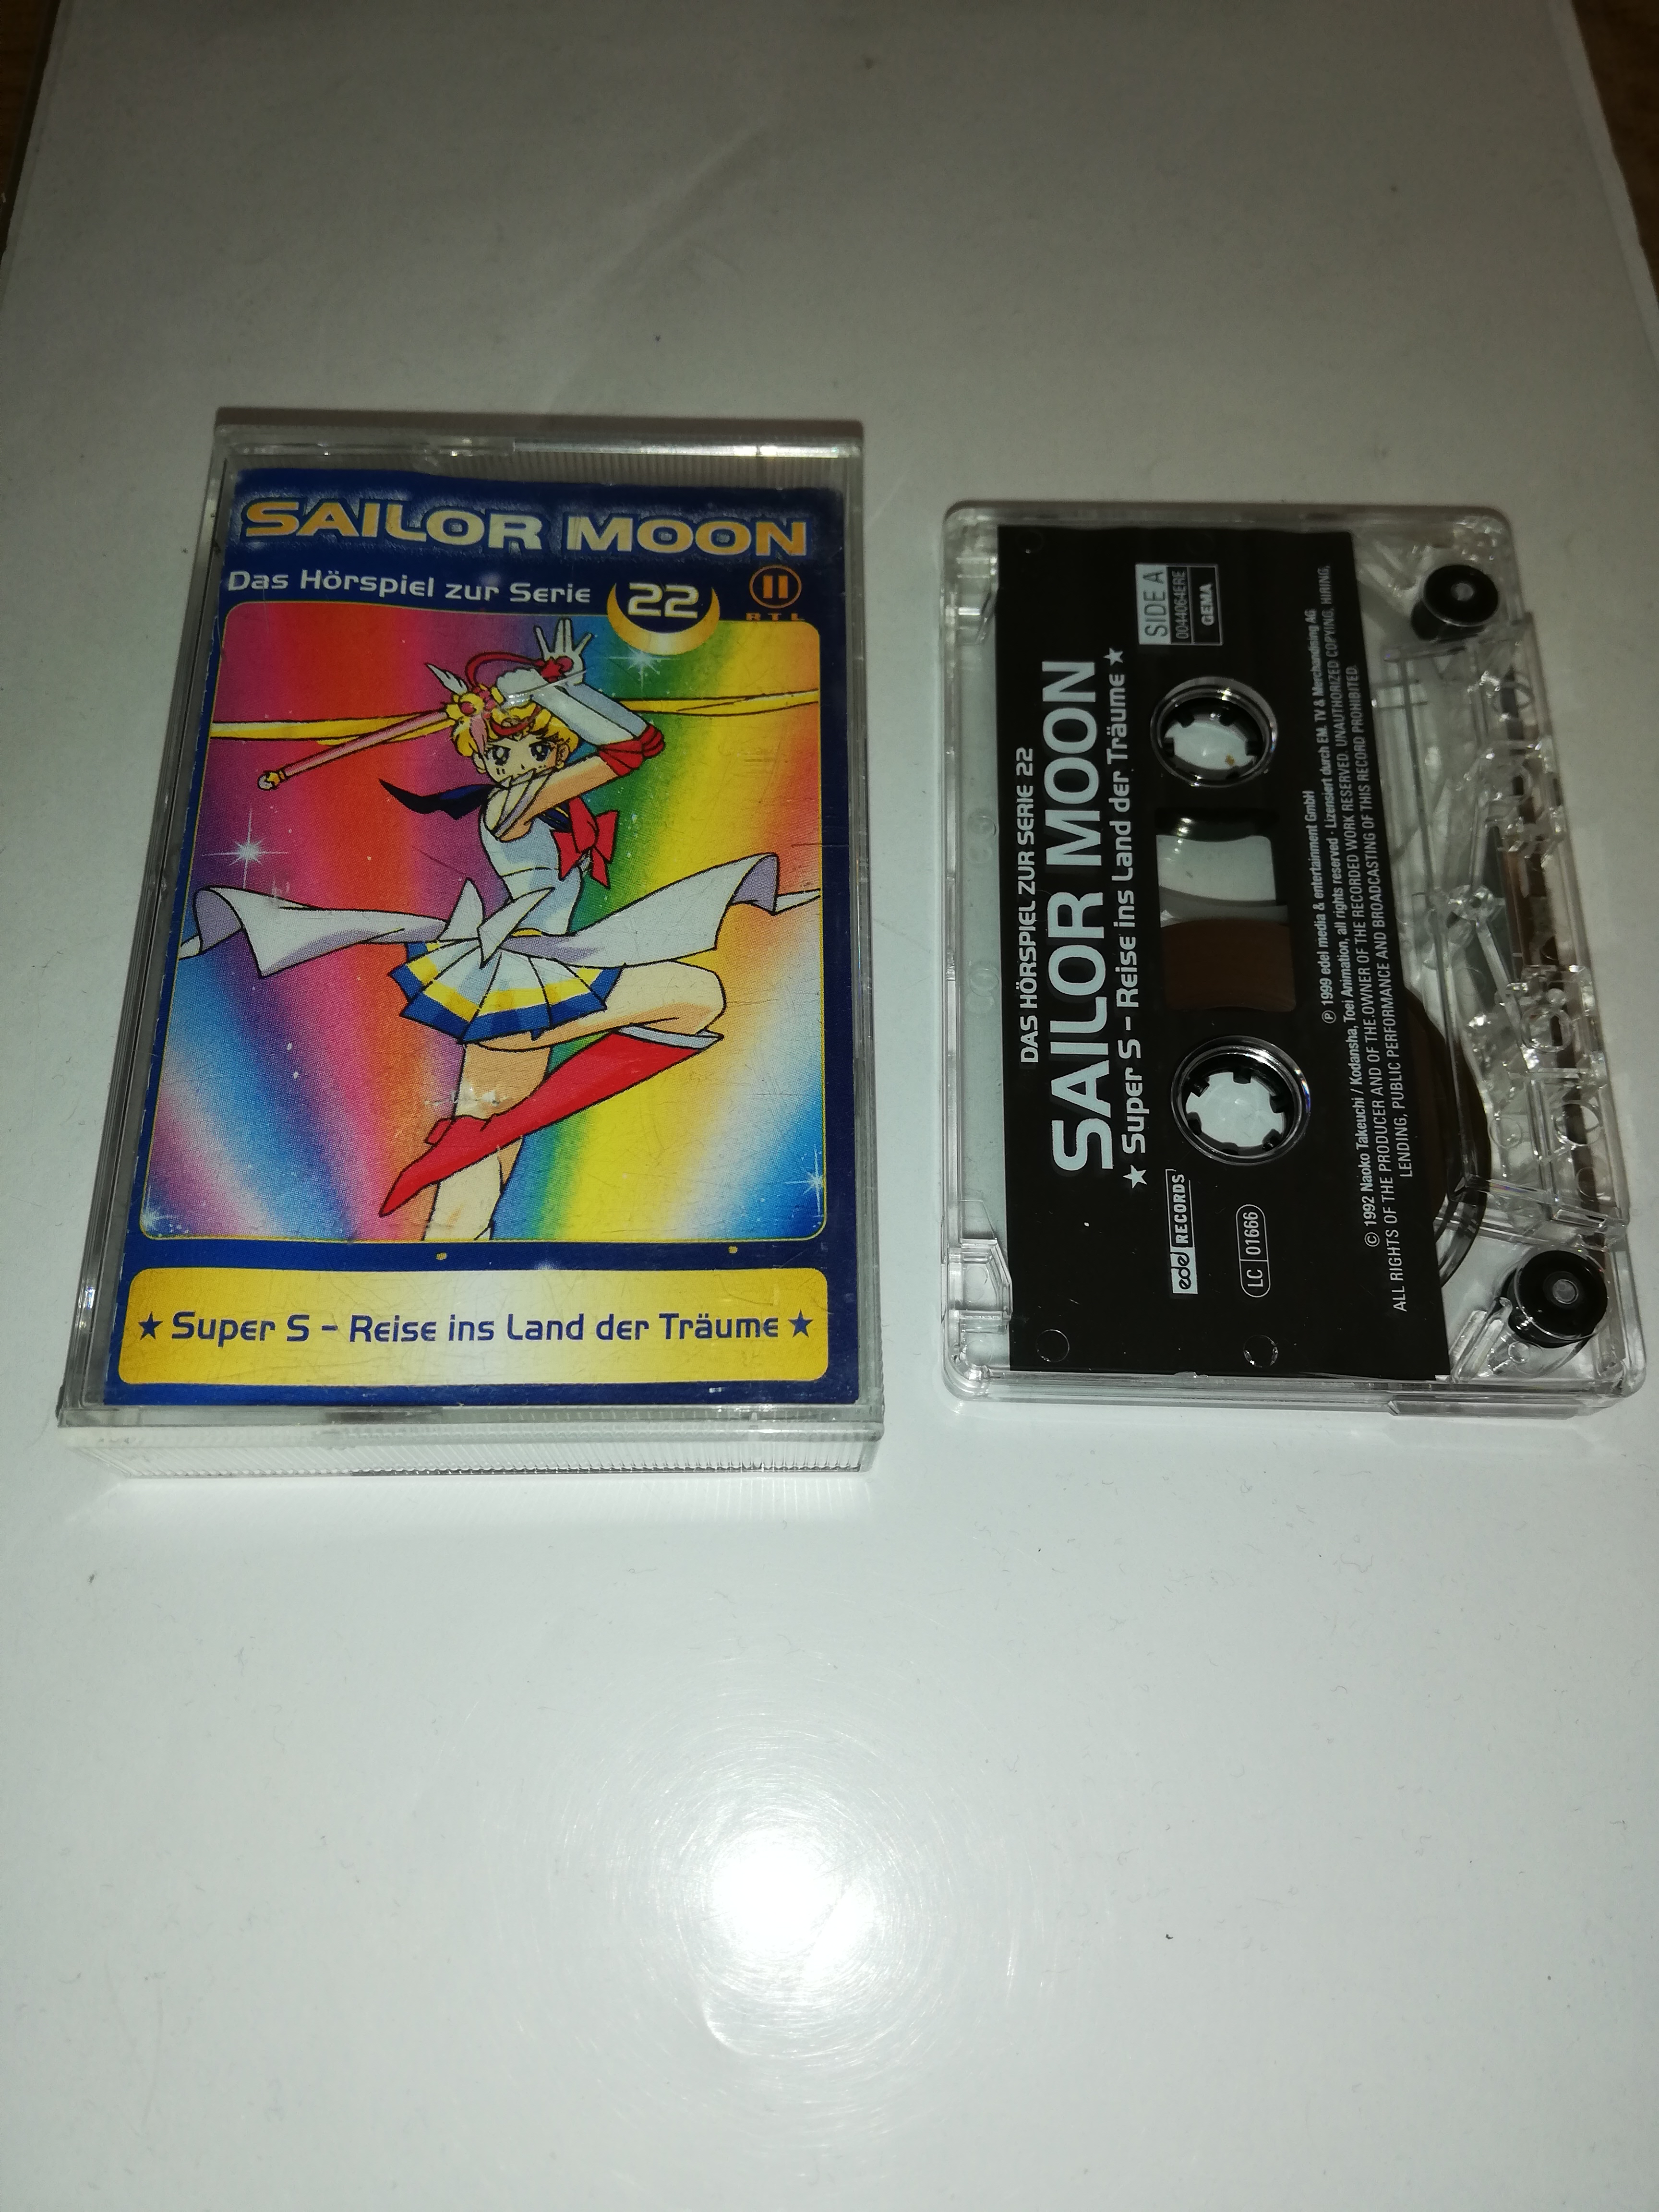 SAILOR MOON
Das Hörspiel zur Serie
22
II
RTL
★ Super S – Reise ins Land der Träume ★
DAS HÖRSPIEL ZUR SERIE 22
SAILOR MOON
★ Super S – Reise ins Land der Träume ★
SIDE A
0044064ERE
GEMA
edel RECORDS
LC 01666
Ⓟ 1999 edel media & entertainment GmbH
© 1992 Naoko Takeuchi / Kodansha, Toei Animation, all rights reserved · Lizensiert durch EM. TV & Merchandising AG
ALL RIGHTS OF THE PRODUCER AND OF THE OWNER OF THE RECORDED WORK RESERVED. UNAUTHORIZED COPYING, HIRING,
LENDING, PUBLIC PERFORMANCE AND BROADCASTING OF THIS RECORD PROHIBITED.